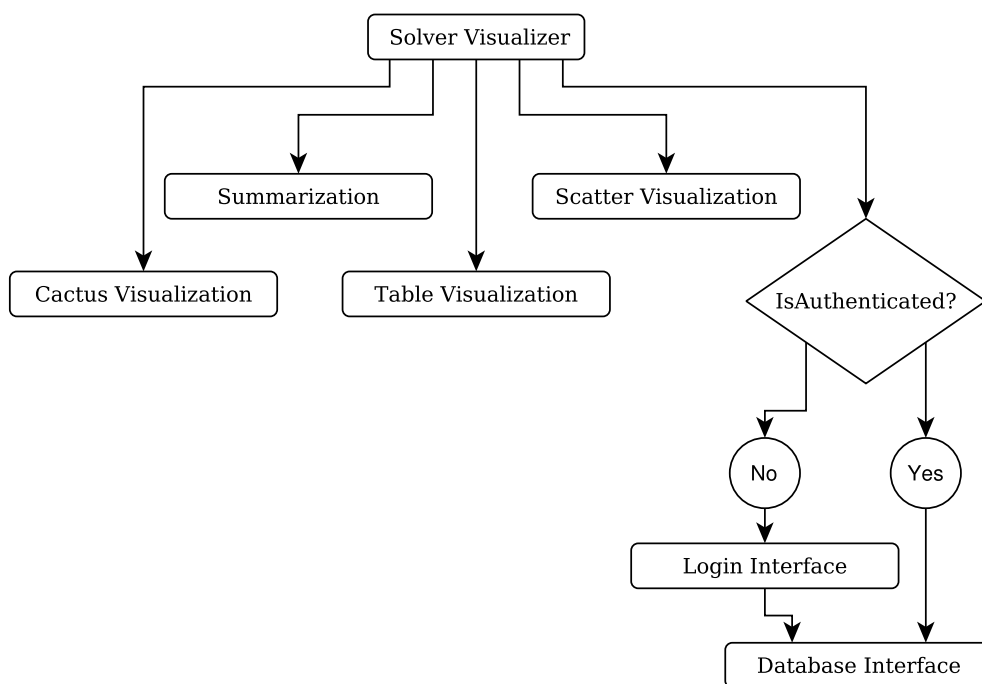 Solver Visualizer
Summarization
Scatter Visualization
Cactus Visualization
Table Visualization
IsAuthenticated?
No
Yes
Login Interface
Database Interface